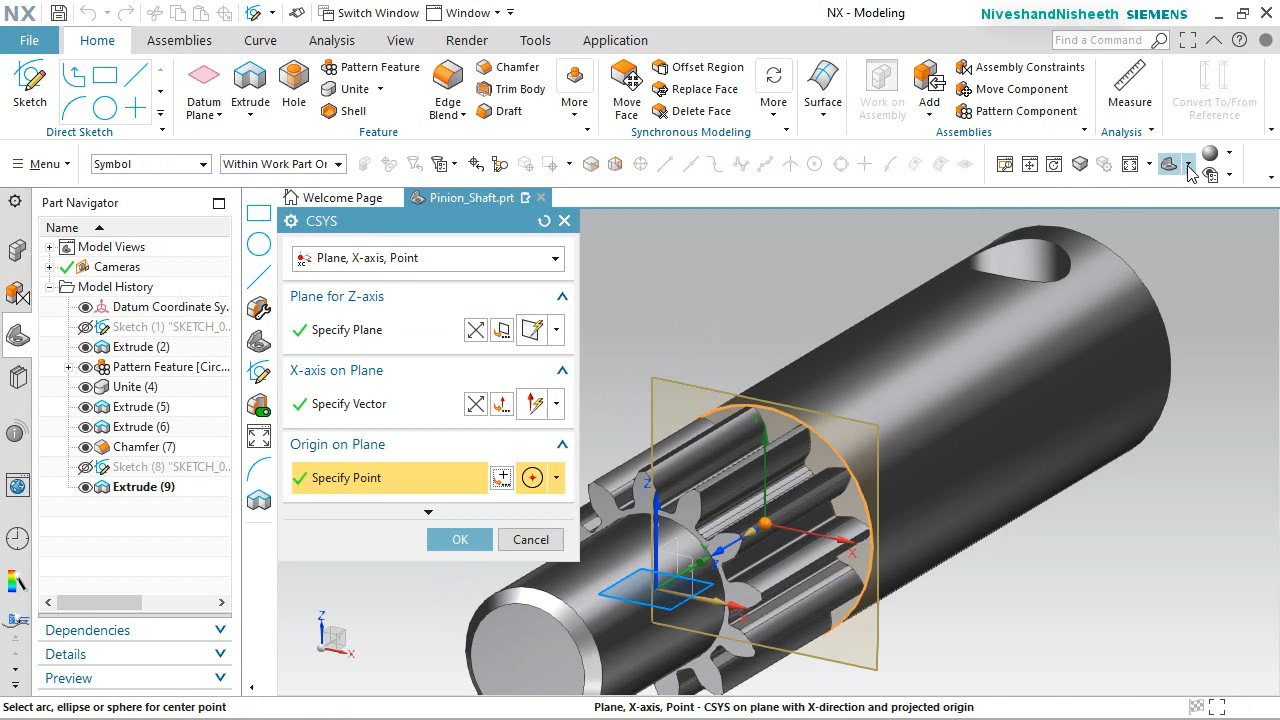 NX Switch Window Window NX - Modeling NiveshandNisheeth SIEMENS
File Home Assemblies Curve Analysis View Render Tools Application Find a Command
Sketch
Direct Sketch
Datum Plane
Extrude
Hole
Pattern Feature
Unite
Shell
Edge Blend
Chamfer
Trim Body
Draft
More
Feature
Move Face
Offset Region
Replace Face
Delete Face
More
Synchronous Modeling
Surface
Work on Assembly
Add
Assembly Constraints
Move Component
Pattern Component
Assemblies
Measure
Analysis
Convert To/From Reference
Menu Symbol Within Work Part On
Part Navigator
Name
Model Views
Cameras
Model History
Datum Coordinate Sy.
Sketch (1) "SKETCH_0..
Extrude (2)
Pattern Feature [Circ...
Unite (4)
Extrude (5)
Extrude (6)
Chamfer (7)
Sketch (8) "SKETCH_0..
Extrude (9)
Dependencies
Details
Preview
Welcome Page Pinion_Shaft.prt
CSYS
Plane, X-axis, Point
Plane for Z-axis
Specify Plane
X-axis on Plane
Specify Vector
Origin on Plane
Specify Point
OK Cancel
Z
X
Z
X
Z
X
Select arc, ellipse or sphere for center point Plane, X-axis, Point - CSYS on plane with X-direction and projected origin